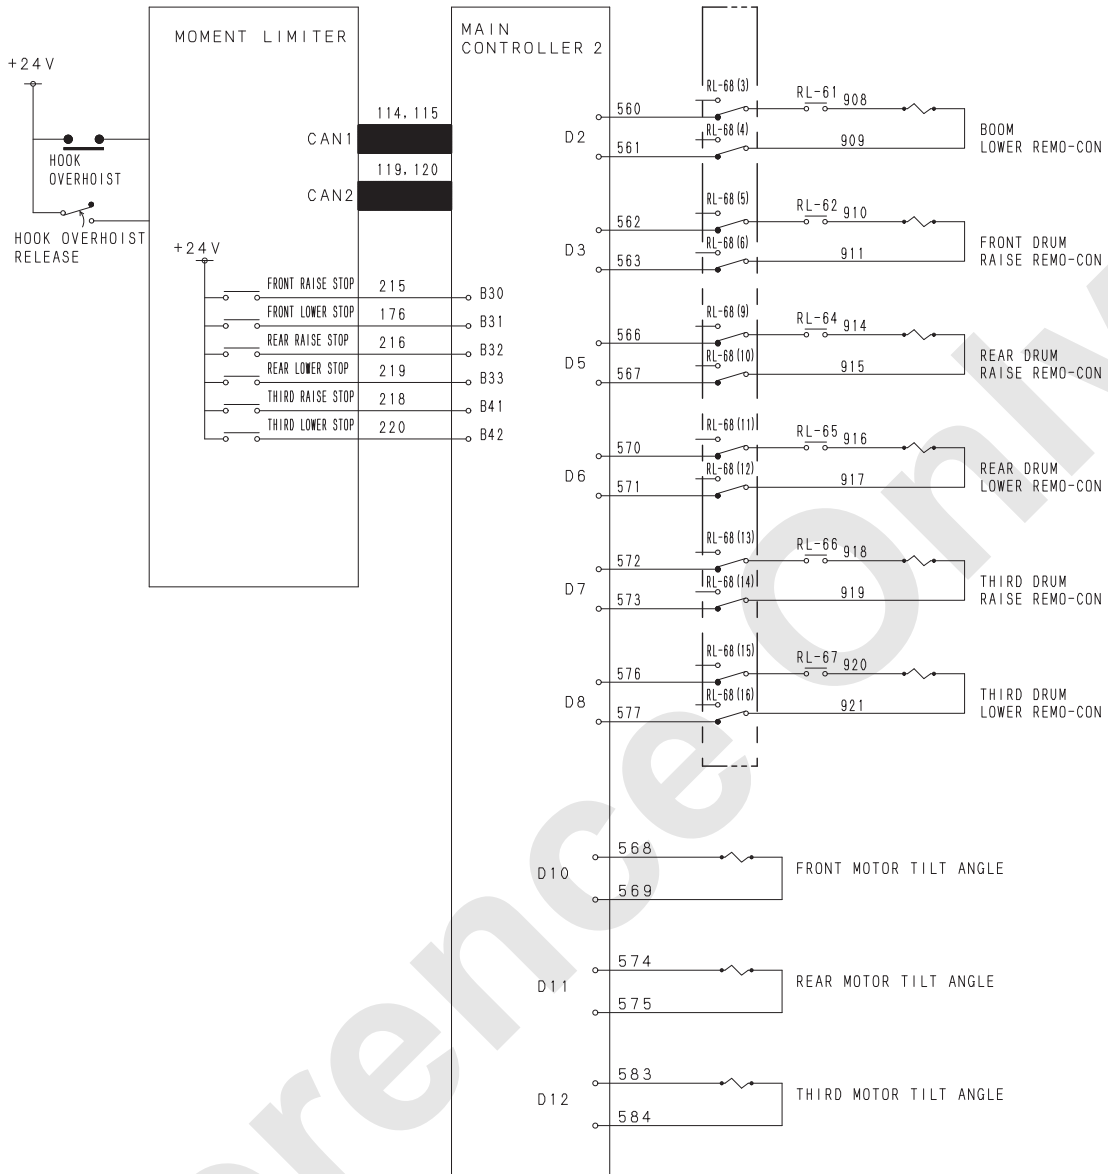 MOMENT LIMITER
MAIN
CONTROLLER 2
+24V
HOOK
OVERHOIST
HOOK OVERHOIST
RELEASE
CAN1
114, 115
CAN2
119, 120
+24V
FRONT RAISE STOP 215 B30
FRONT LOWER STOP 176 B31
REAR RAISE STOP 216 B32
REAR LOWER STOP 219 B33
THIRD RAISE STOP 218 B41
THIRD LOWER STOP 220 B42
D2
560 RL-68(3) RL-61 908
561 RL-68(4) 909
BOOM
LOWER REMO-CON
D3
562 RL-68(5) RL-62 910
563 RL-68(6) 911
FRONT DRUM
RAISE REMO-CON
D5
566 RL-68(9) RL-64 914
567 RL-68(10) 915
REAR DRUM
RAISE REMO-CON
D6
570 RL-68(11) RL-65 916
571 RL-68(12) 917
REAR DRUM
LOWER REMO-CON
D7
572 RL-68(13) RL-66 918
573 RL-68(14) 919
THIRD DRUM
RAISE REMO-CON
D8
576 RL-68(15) RL-67 920
577 RL-68(16) 921
THIRD DRUM
LOWER REMO-CON
D10
568
569
FRONT MOTOR TILT ANGLE
D11
574
575
REAR MOTOR TILT ANGLE
D12
583
584
THIRD MOTOR TILT ANGLE
erence Only